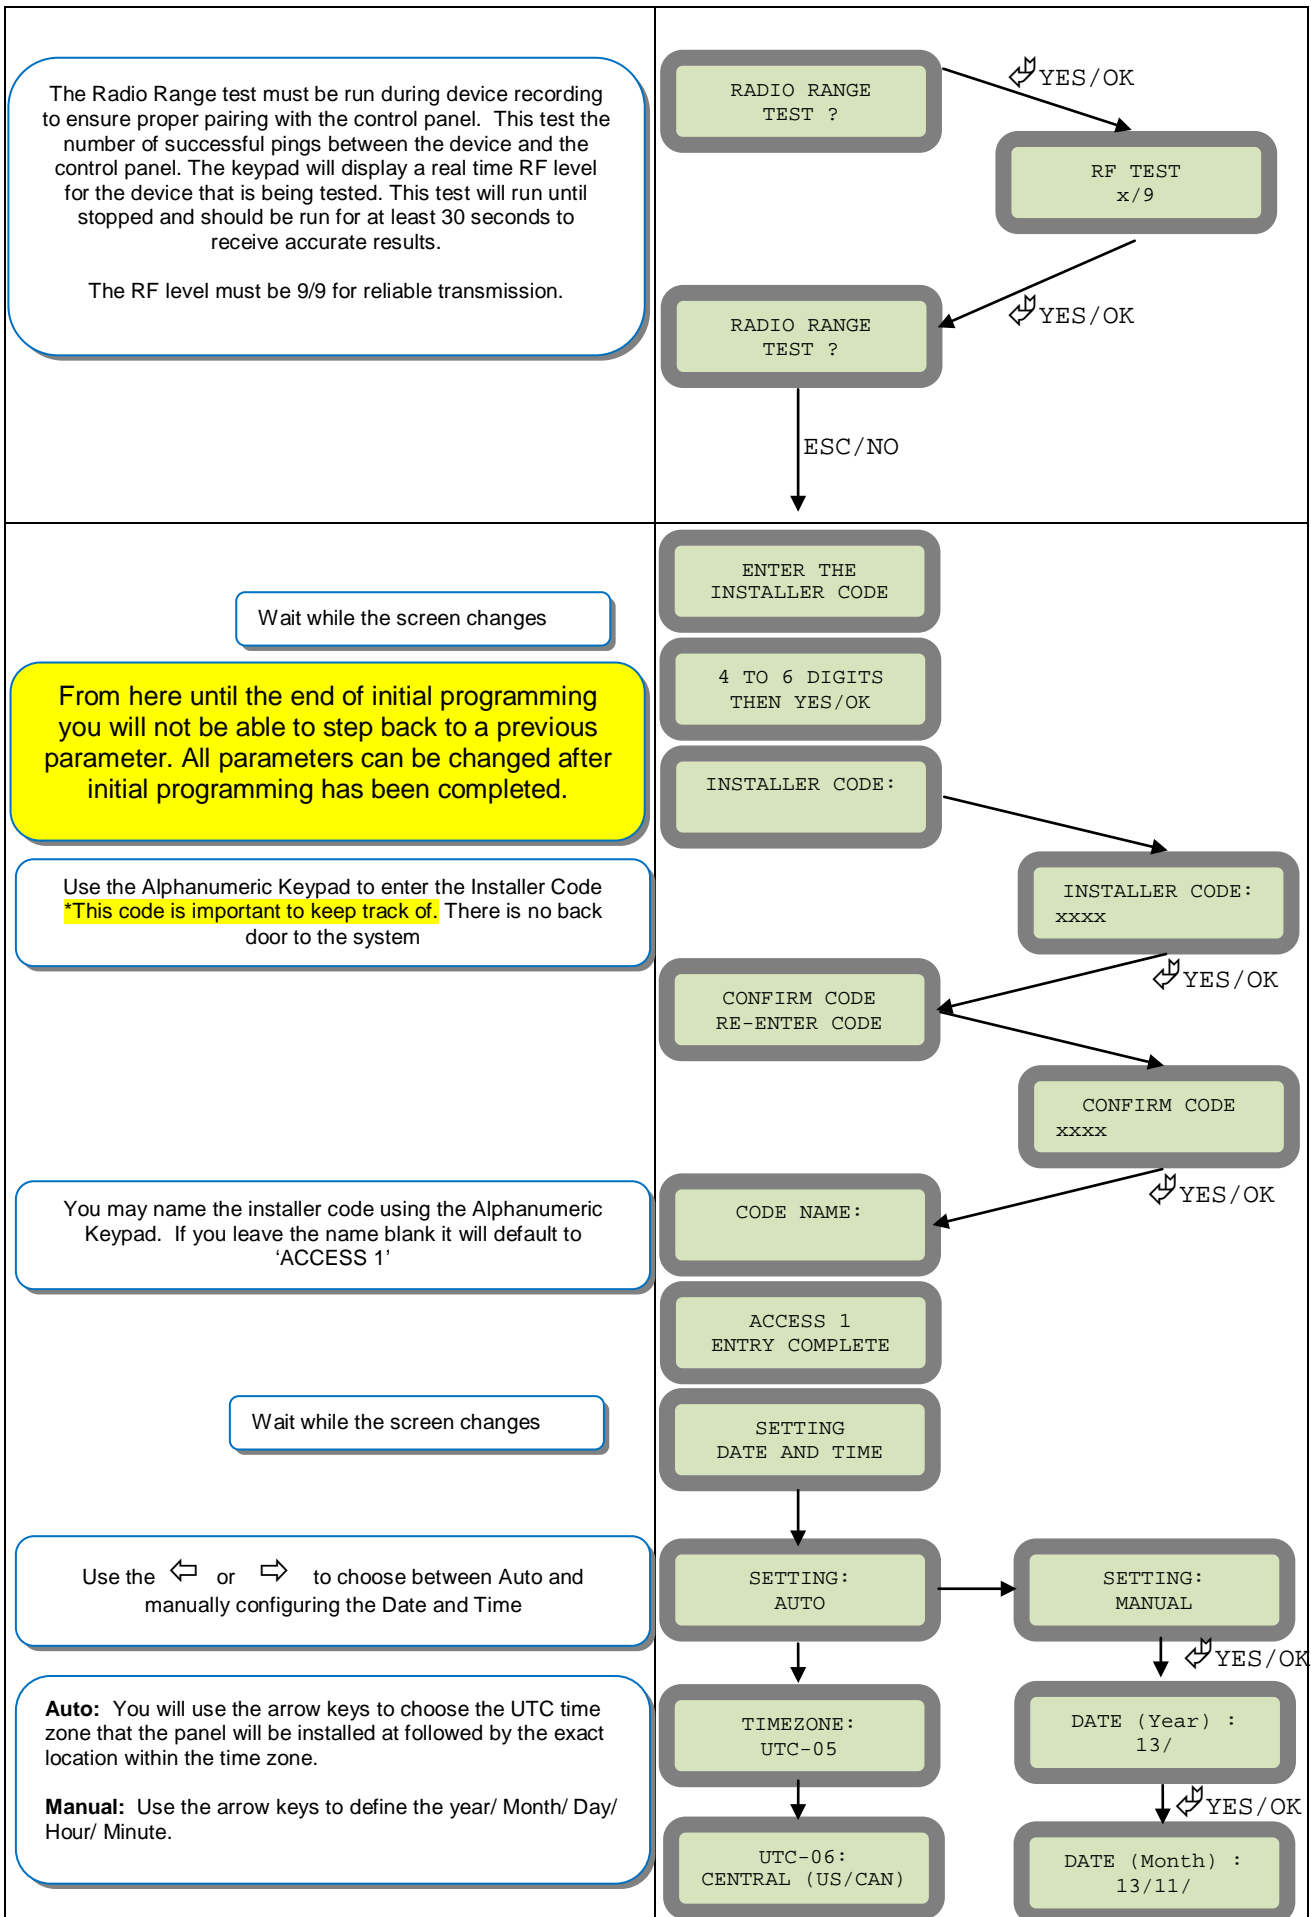 The Radio Range test must be run during device recording
to ensure proper pairing with the control panel.  This test the
number of successful pings between the device and the
control panel. The keypad will display a real time RF level
for the device that is being tested. This test will run until
stopped and should be run for at least 30 seconds to
receive accurate results.
The RF level must be 9/9 for reliable transmission.
RADIO RANGE
TEST ?
YES/OK
RF TEST
x/9
YES/OK
RADIO RANGE
TEST ?
ESC/NO
ENTER THE
INSTALLER CODE
Wait while the screen changes
4 TO 6 DIGITS
THEN YES/OK
From here until the end of initial programming
you will not be able to step back to a previous
parameter. All parameters can be changed after
initial programming has been completed.
INSTALLER CODE:
Use the Alphanumeric Keypad to enter the Installer Code
*This code is important to keep track of. There is no back
door to the system
INSTALLER CODE:
xxxx
YES/OK
CONFIRM CODE
RE-ENTER CODE
CONFIRM CODE
xxxx
YES/OK
You may name the installer code using the Alphanumeric
Keypad.  If you leave the name blank it will default to
‘ACCESS 1’
CODE NAME:
ACCESS 1
ENTRY COMPLETE
Wait while the screen changes
SETTING
DATE AND TIME
Use the ⇦ or ⇨ to choose between Auto and
manually configuring the Date and Time
SETTING:
AUTO
SETTING:
MANUAL
YES/OK
Auto:  You will use the arrow keys to choose the UTC time
zone that the panel will be installed at followed by the exact
location within the time zone.
Manual:  Use the arrow keys to define the year/ Month/ Day/
Hour/ Minute.
TIMEZONE:
UTC-05
DATE (Year) :
13/
YES/OK
UTC-06:
CENTRAL (US/CAN)
DATE (Month) :
13/11/